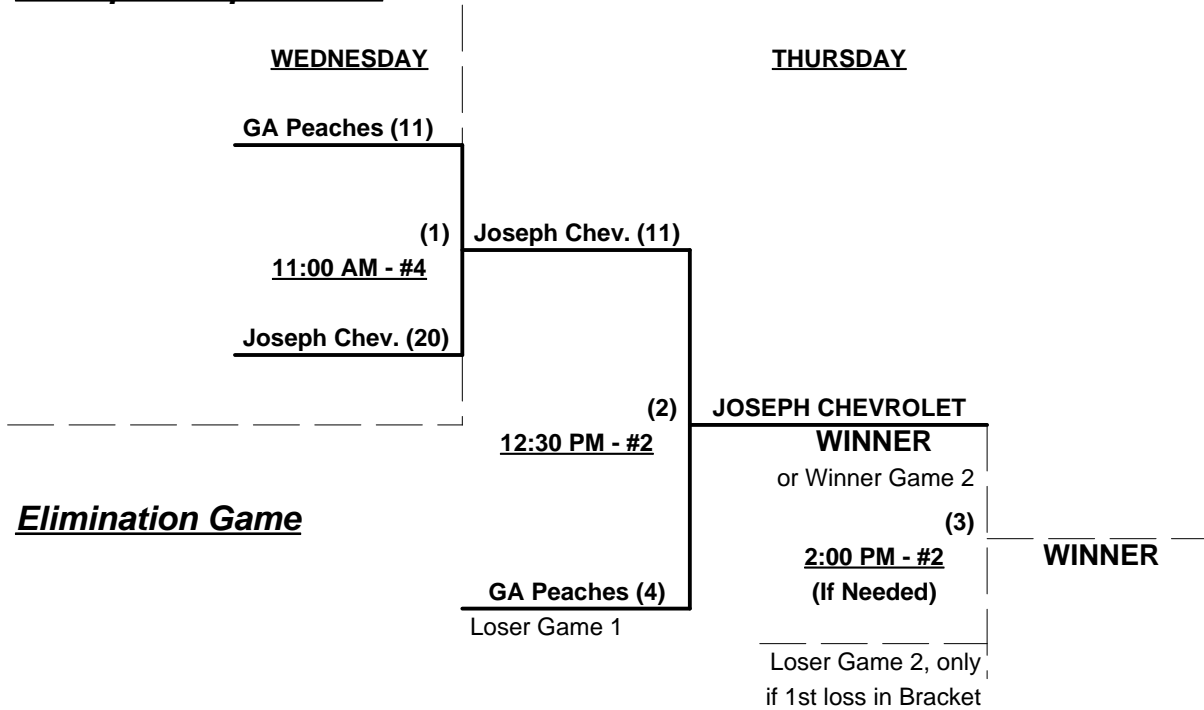 WEDNESDAY
THURSDAY
GA Peaches (11)
(1)
Joseph Chev. (11)
11:00 AM - #4
Joseph Chev. (20)
(2)
JOSEPH CHEVROLET
12:30 PM - #2
WINNER
or Winner Game 2
Elimination Game
(3)
2:00 PM - #2
WINNER
(If Needed)
GA Peaches (4)
Loser Game 1
Loser Game 2, only
if 1st loss in Bracket